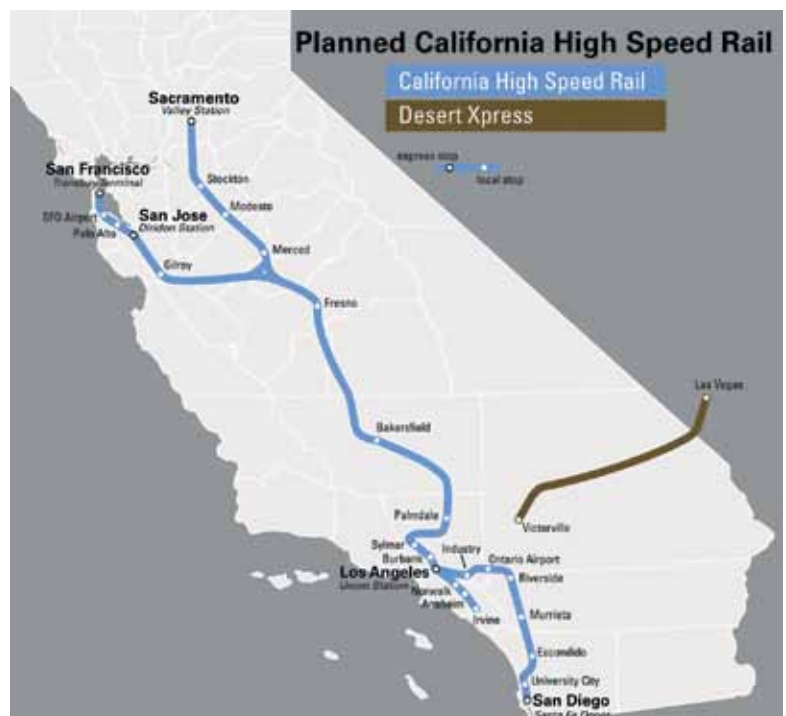 Planned California High Speed Rail
California High Speed Rail
Desert Xpress
express stop
local stop
Sacramento
Valley Station
Stockton
Modesto
San Francisco
Transbay Terminal
SFO Airport
Palo Alto
San Jose
Diridon Station
Gilroy
Merced
Fresno
Las Vegas
Bakersfield
Palmdale
Victorville
Sylmar
Burbank
Industry
Ontario Airport
Los Angeles
Union Station
Riverside
Norwalk
Anaheim
Irvine
Murrieta
Escondido
University City
San Diego
Santa Fe Depot